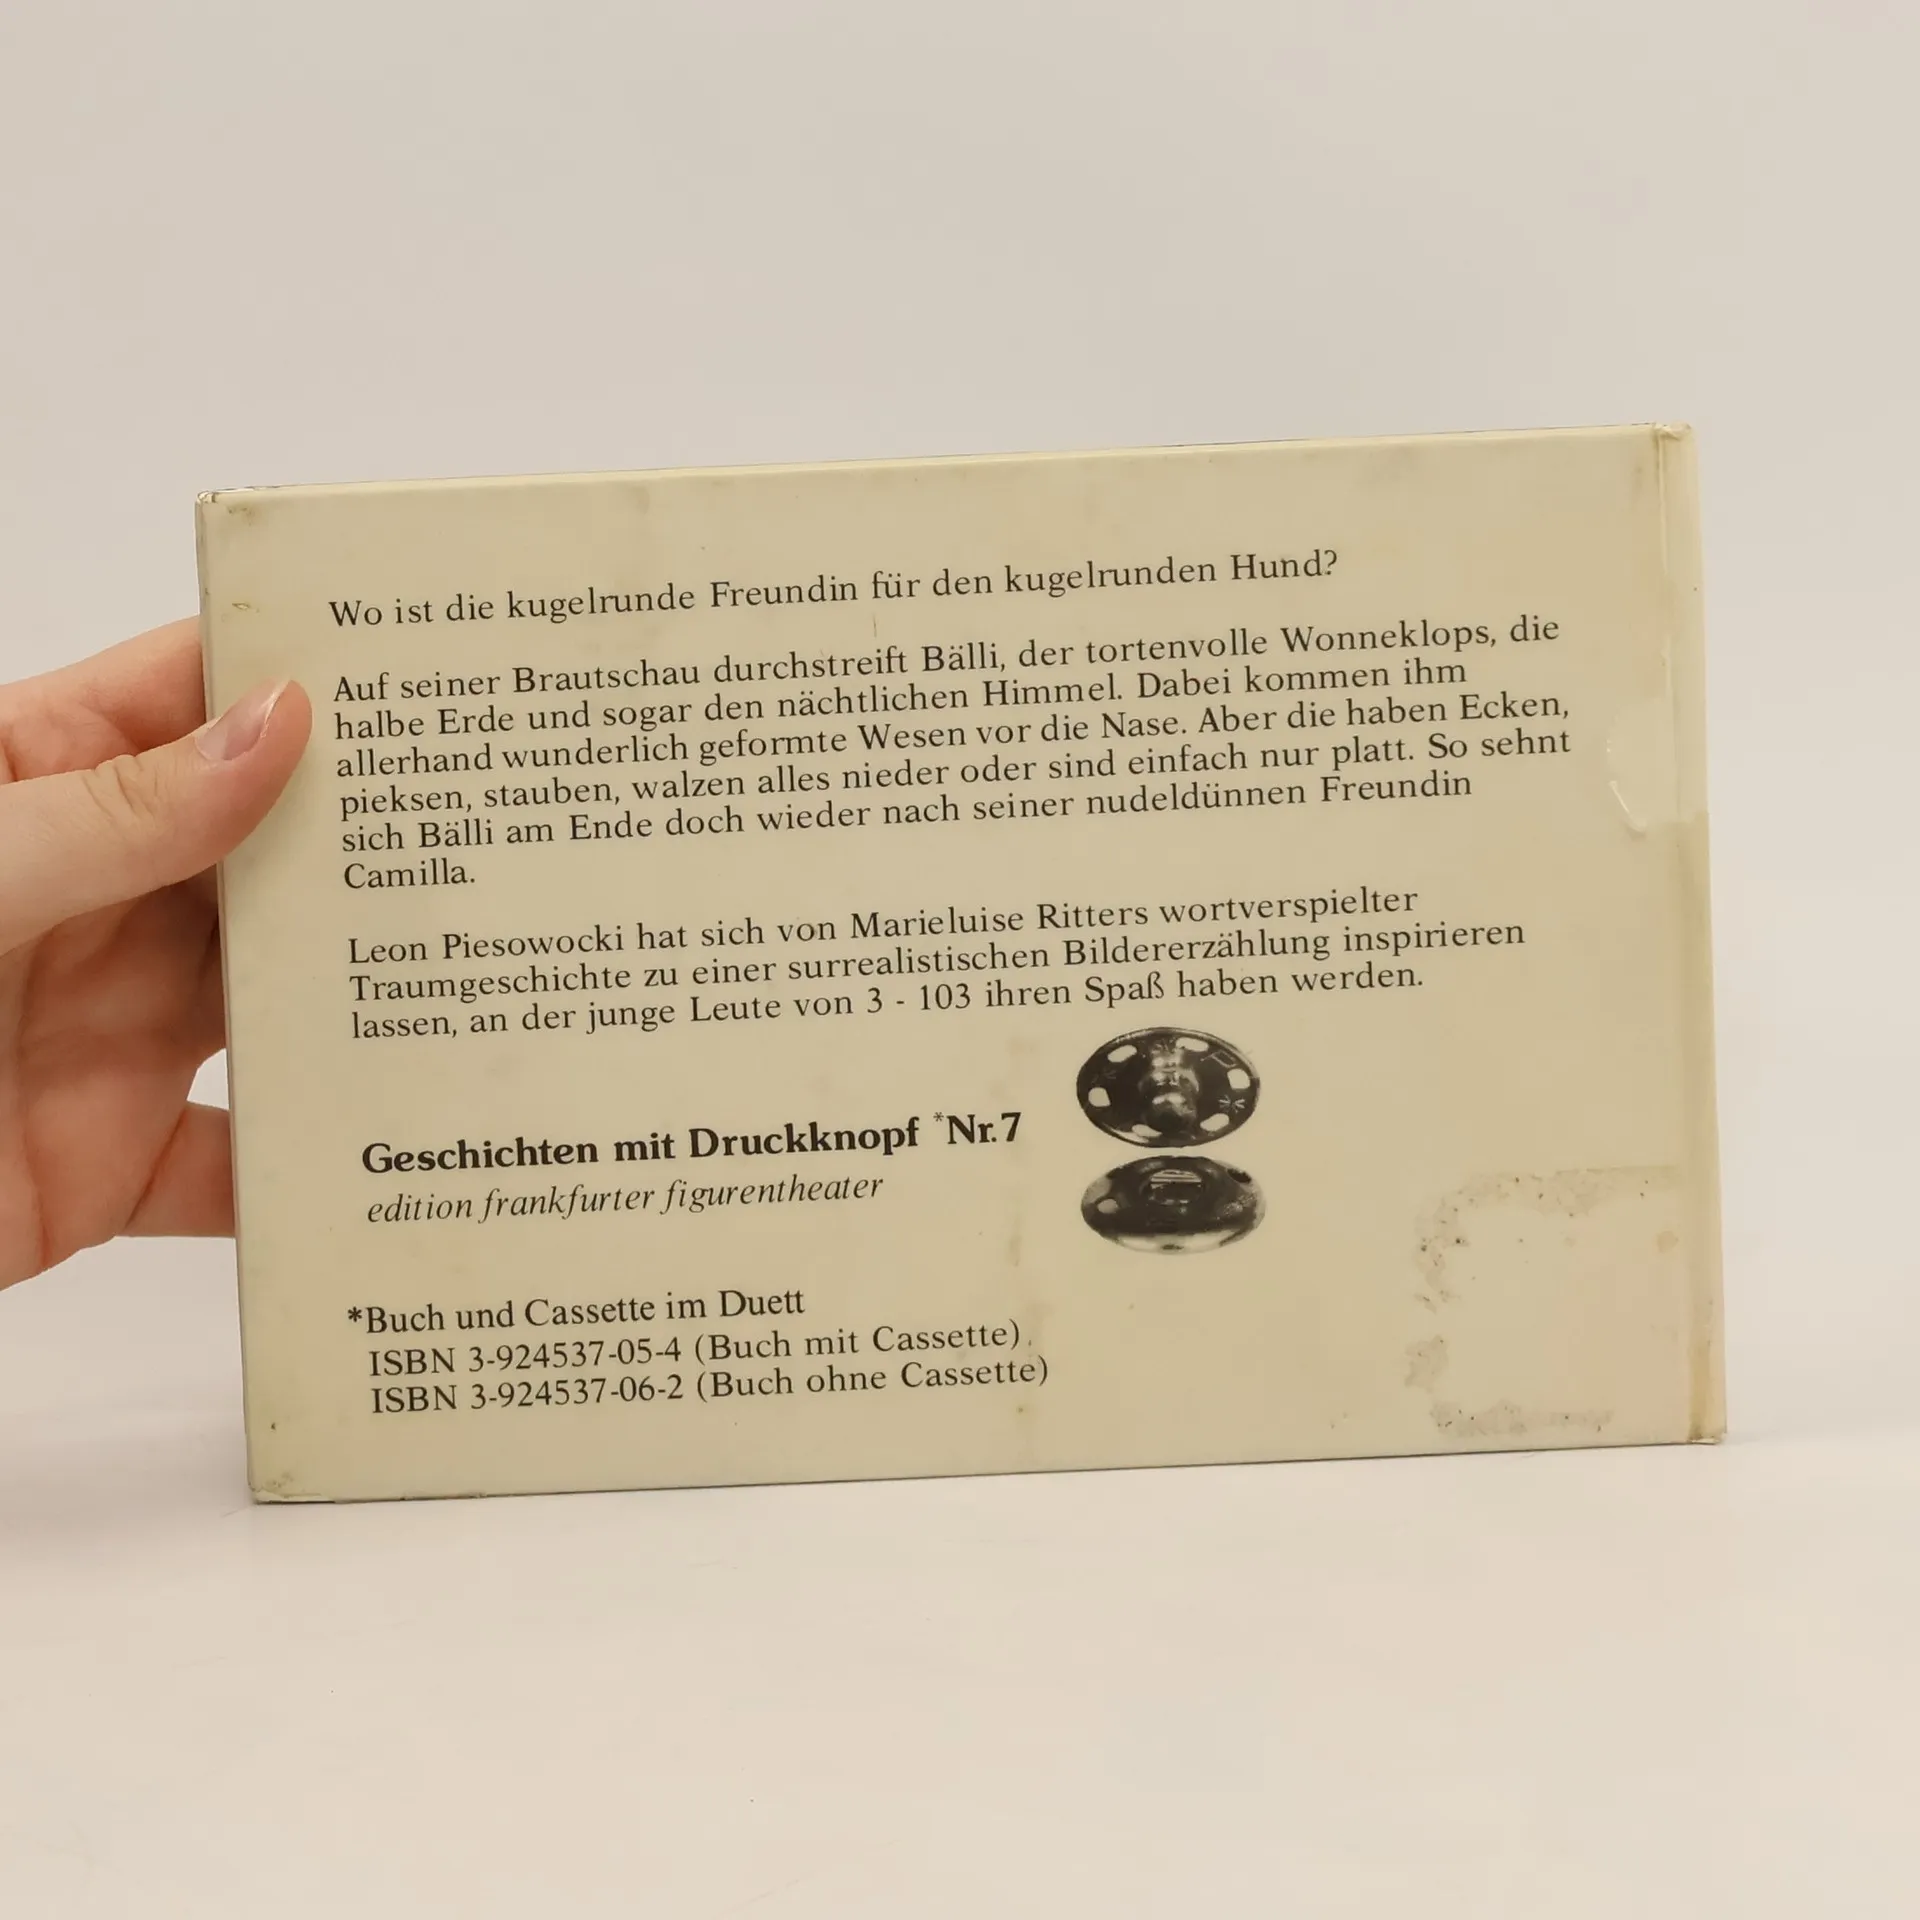 Wo ist die kugelrunde Freundin für den kugelrunden Hund?
Auf seiner Brautschau durchstreift Bälli, der tortenvolle Wonneklops, die
halbe Erde und sogar den nächtlichen Himmel. Dabei kommen ihm
allerhand wunderlich geformte Wesen vor die Nase. Aber die haben Ecken,
pieksen, stauben, walzen alles nieder oder sind einfach nur platt. So sehnt
sich Bälli am Ende doch wieder nach seiner nudeldünnen Freundin
Camilla.
Leon Piesowocki hat sich von Marieluise Ritters wortverspielter
Traumgeschichte zu einer surrealistischen Bildererzählung inspirieren
lassen, an der junge Leute von 3 - 103 ihren Spaß haben werden.
Geschichten mit Druckknopf *Nr.7
edition frankfurter figurentheater
*Buch und Cassette im Duett
ISBN 3-924537-05-4 (Buch mit Cassette)
ISBN 3-924537-06-2 (Buch ohne Cassette)